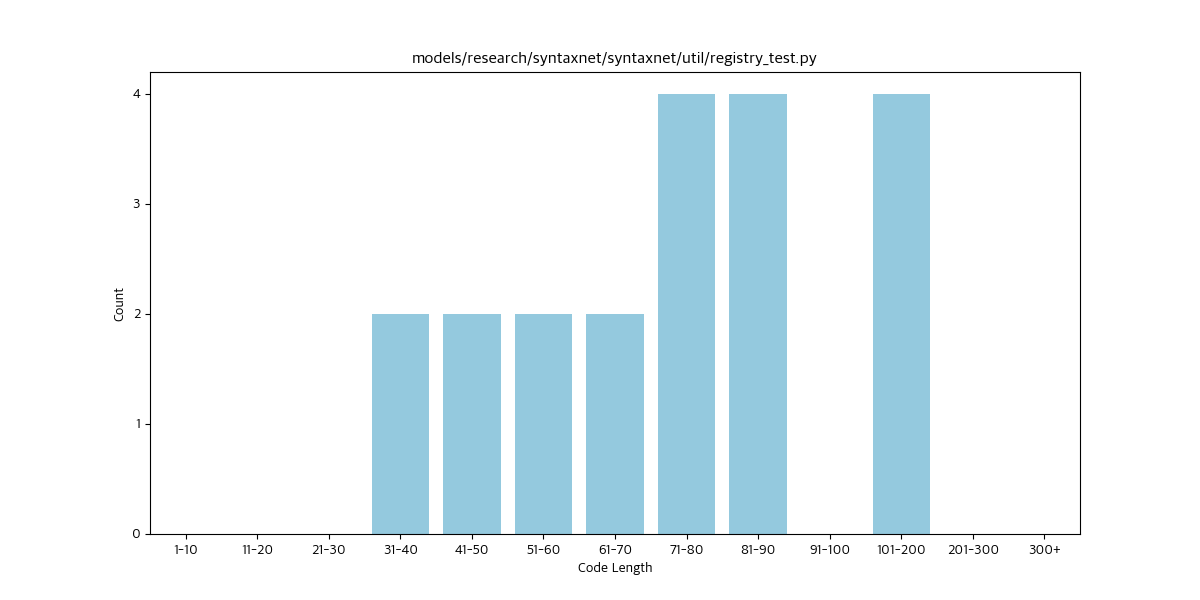 models/research/syntaxnet/syntaxnet/util/registry_test.py
4
3
2
1
0
Count
1-10 11-20 21-30 31-40 41-50 51-60 61-70 71-80 81-90 91-100 101-200 201-300 300+
Code Length